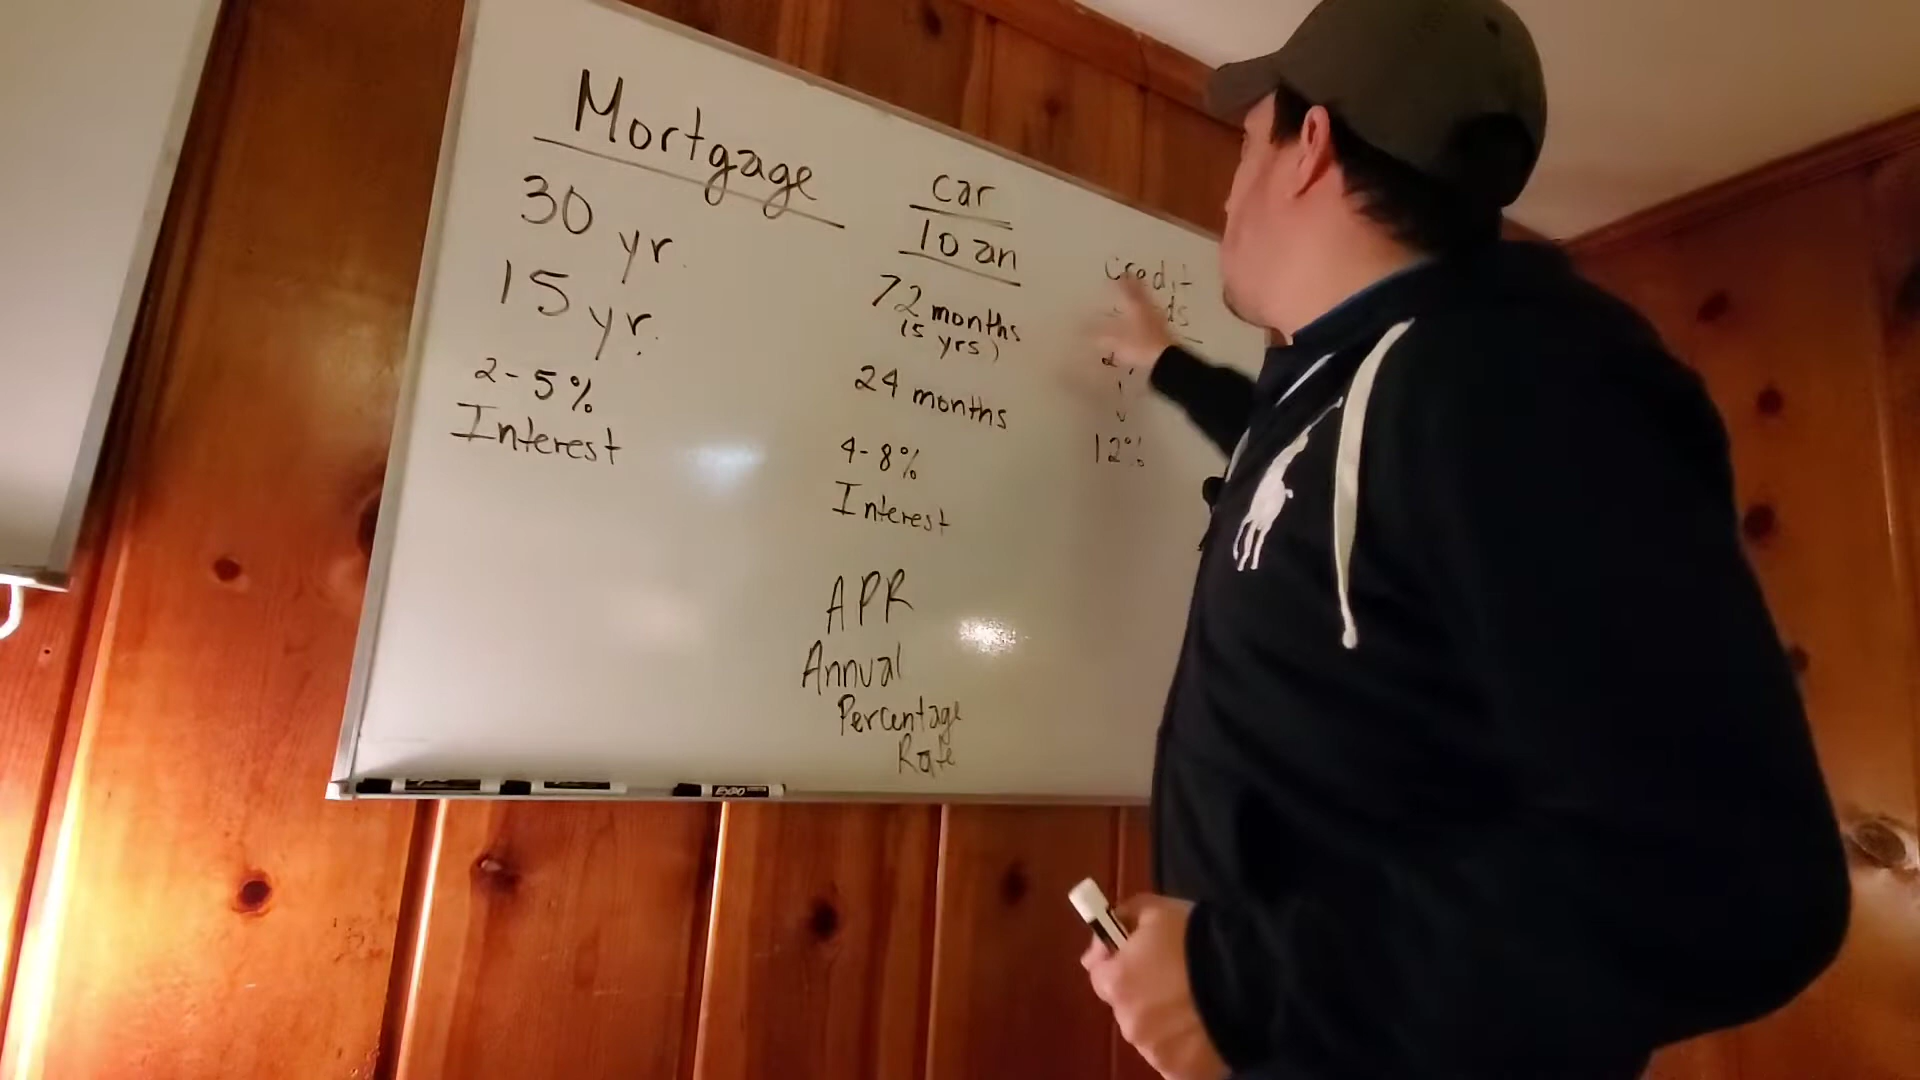 Mortgage
30 yr.
15 yr.
2-5%
Interest
car
loan
72 months
(5 yrs)
24 months
4-8%
Interest
APR
Annual
Percentage
Rate
credit
12%
EXPO